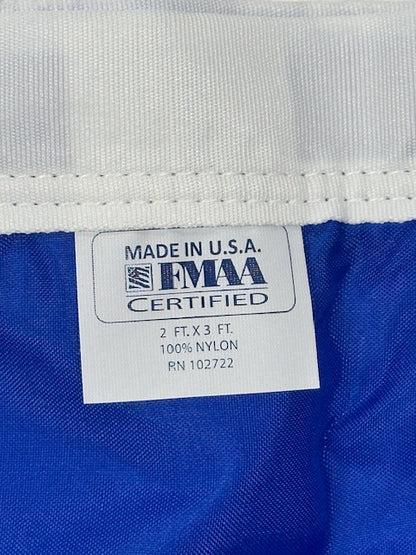 MADE IN U.S.A.
FMAA
CERTIFIED
2 FT. X 3 FT.
100% NYLON
RN 102722